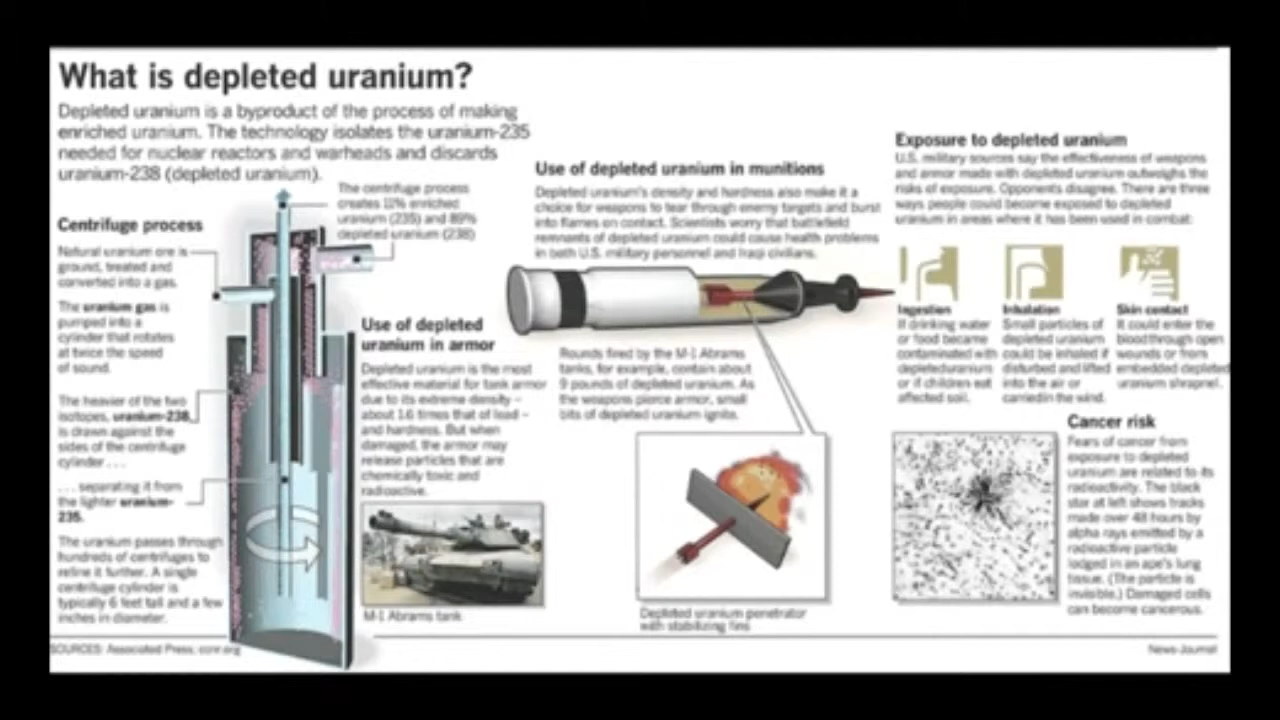 What is depleted uranium?
Depleted uranium is a byproduct of the process of making
enriched uranium. The technology isolates the uranium-235
needed for nuclear reactors and warheads and discards
uranium-238 (depleted uranium).
Centrifuge process
Natural uranium ore is
ground, treated and
converted into a gas.
The uranium gas is
pumped into a
cylinder that rotates
at twice the speed
of sound.
The heavier of the two
isotopes, uranium-238,
is drawn against the
sides of the centrifuge
cylinder . . .
. . . separating it from
the lighter uranium-
235.
The uranium passes through
hundreds of centrifuges to
refine it further. A single
centrifuge cylinder is
typically 6 feet tall and a few
inches in diameter.
The centrifuge process
creates 11% enriched
uranium (235) and 89%
depleted uranium (238)
Use of depleted
uranium in armor
Depleted uranium is the most
effective material for tank armor
due to its extreme density –
about 1.6 times that of lead –
and hardness. But when
damaged, the armor may
release particles that are
chemically toxic and
radioactive.
M-1 Abrams tank
Use of depleted uranium in munitions
Depleted uranium's density and hardness also make it a
choice for weapons to tear through enemy targets and burst
into flames on contact. Scientists worry that battlefield
remnants of depleted uranium could cause health problems
in both U.S. military personnel and Iraqi civilians.
Rounds fired by the M-1 Abrams
tanks, for example, contain about
9 pounds of depleted uranium. As
the weapons pierce armor, small
bits of depleted uranium ignite.
Depleted uranium penetrator
with stabilizing fins
Exposure to depleted uranium
U.S. military sources say the effectiveness of weapons
and armor made with depleted uranium outweighs the
risks of exposure. Opponents disagree. There are three
ways people could become exposed to depleted
uranium in areas where it has been used in combat:
Ingestion
If drinking water
or food became
contaminated with
depleted uranium
or if children eat
affected soil.
Inhalation
Small particles of
depleted uranium
could be inhaled if
disturbed and lifted
into the air or
carried in the wind.
Skin contact
It could enter the
blood through open
wounds or from
embedded depleted
uranium shrapnel.
Cancer risk
Fears of cancer from
exposure to depleted
uranium are related to its
radioactivity. The black
star at left shows tracks
made over 48 hours by
alpha rays emitted by a
radioactive particle
lodged in an ape's lung
tissue. (The particle is
invisible.) Damaged cells
can become cancerous.
SOURCES: Associated Press, ccnr.org
News-Journal